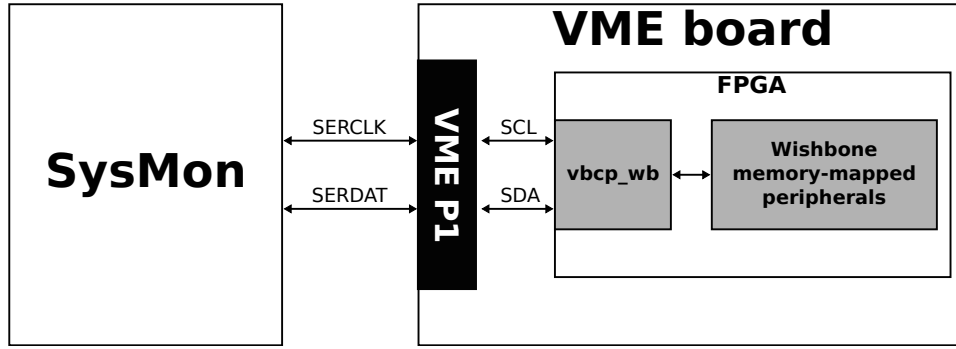 VME board
FPGA
SysMon
SERCLK
SERDAT
VME P1
SCL
SDA
vbcp_wb
Wishbone
memory-mapped
peripherals